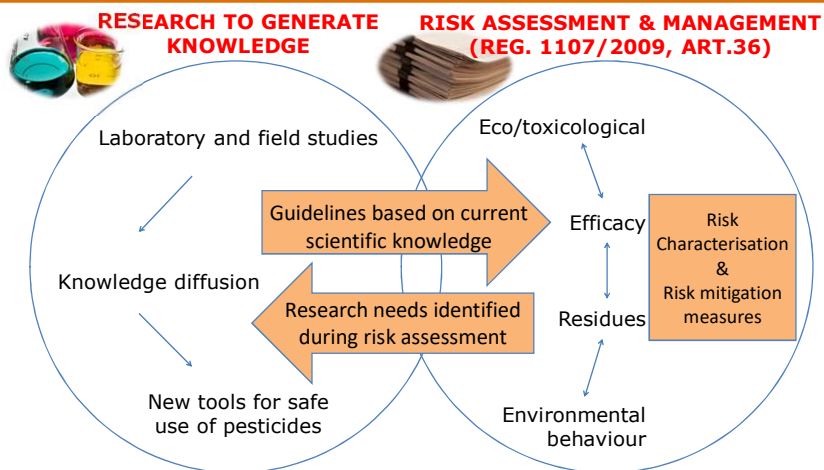 RESEARCH TO GENERATE
KNOWLEDGE
RISK ASSESSMENT & MANAGEMENT
(REG. 1107/2009, ART.36)
Laboratory and field studies
Knowledge diffusion
New tools for safe
use of pesticides
Guidelines based on current
scientific knowledge
Research needs identified
during risk assessment
Eco/toxicological
Efficacy
Residues
Environmental
behaviour
Risk
Characterisation
&
Risk mitigation
measures